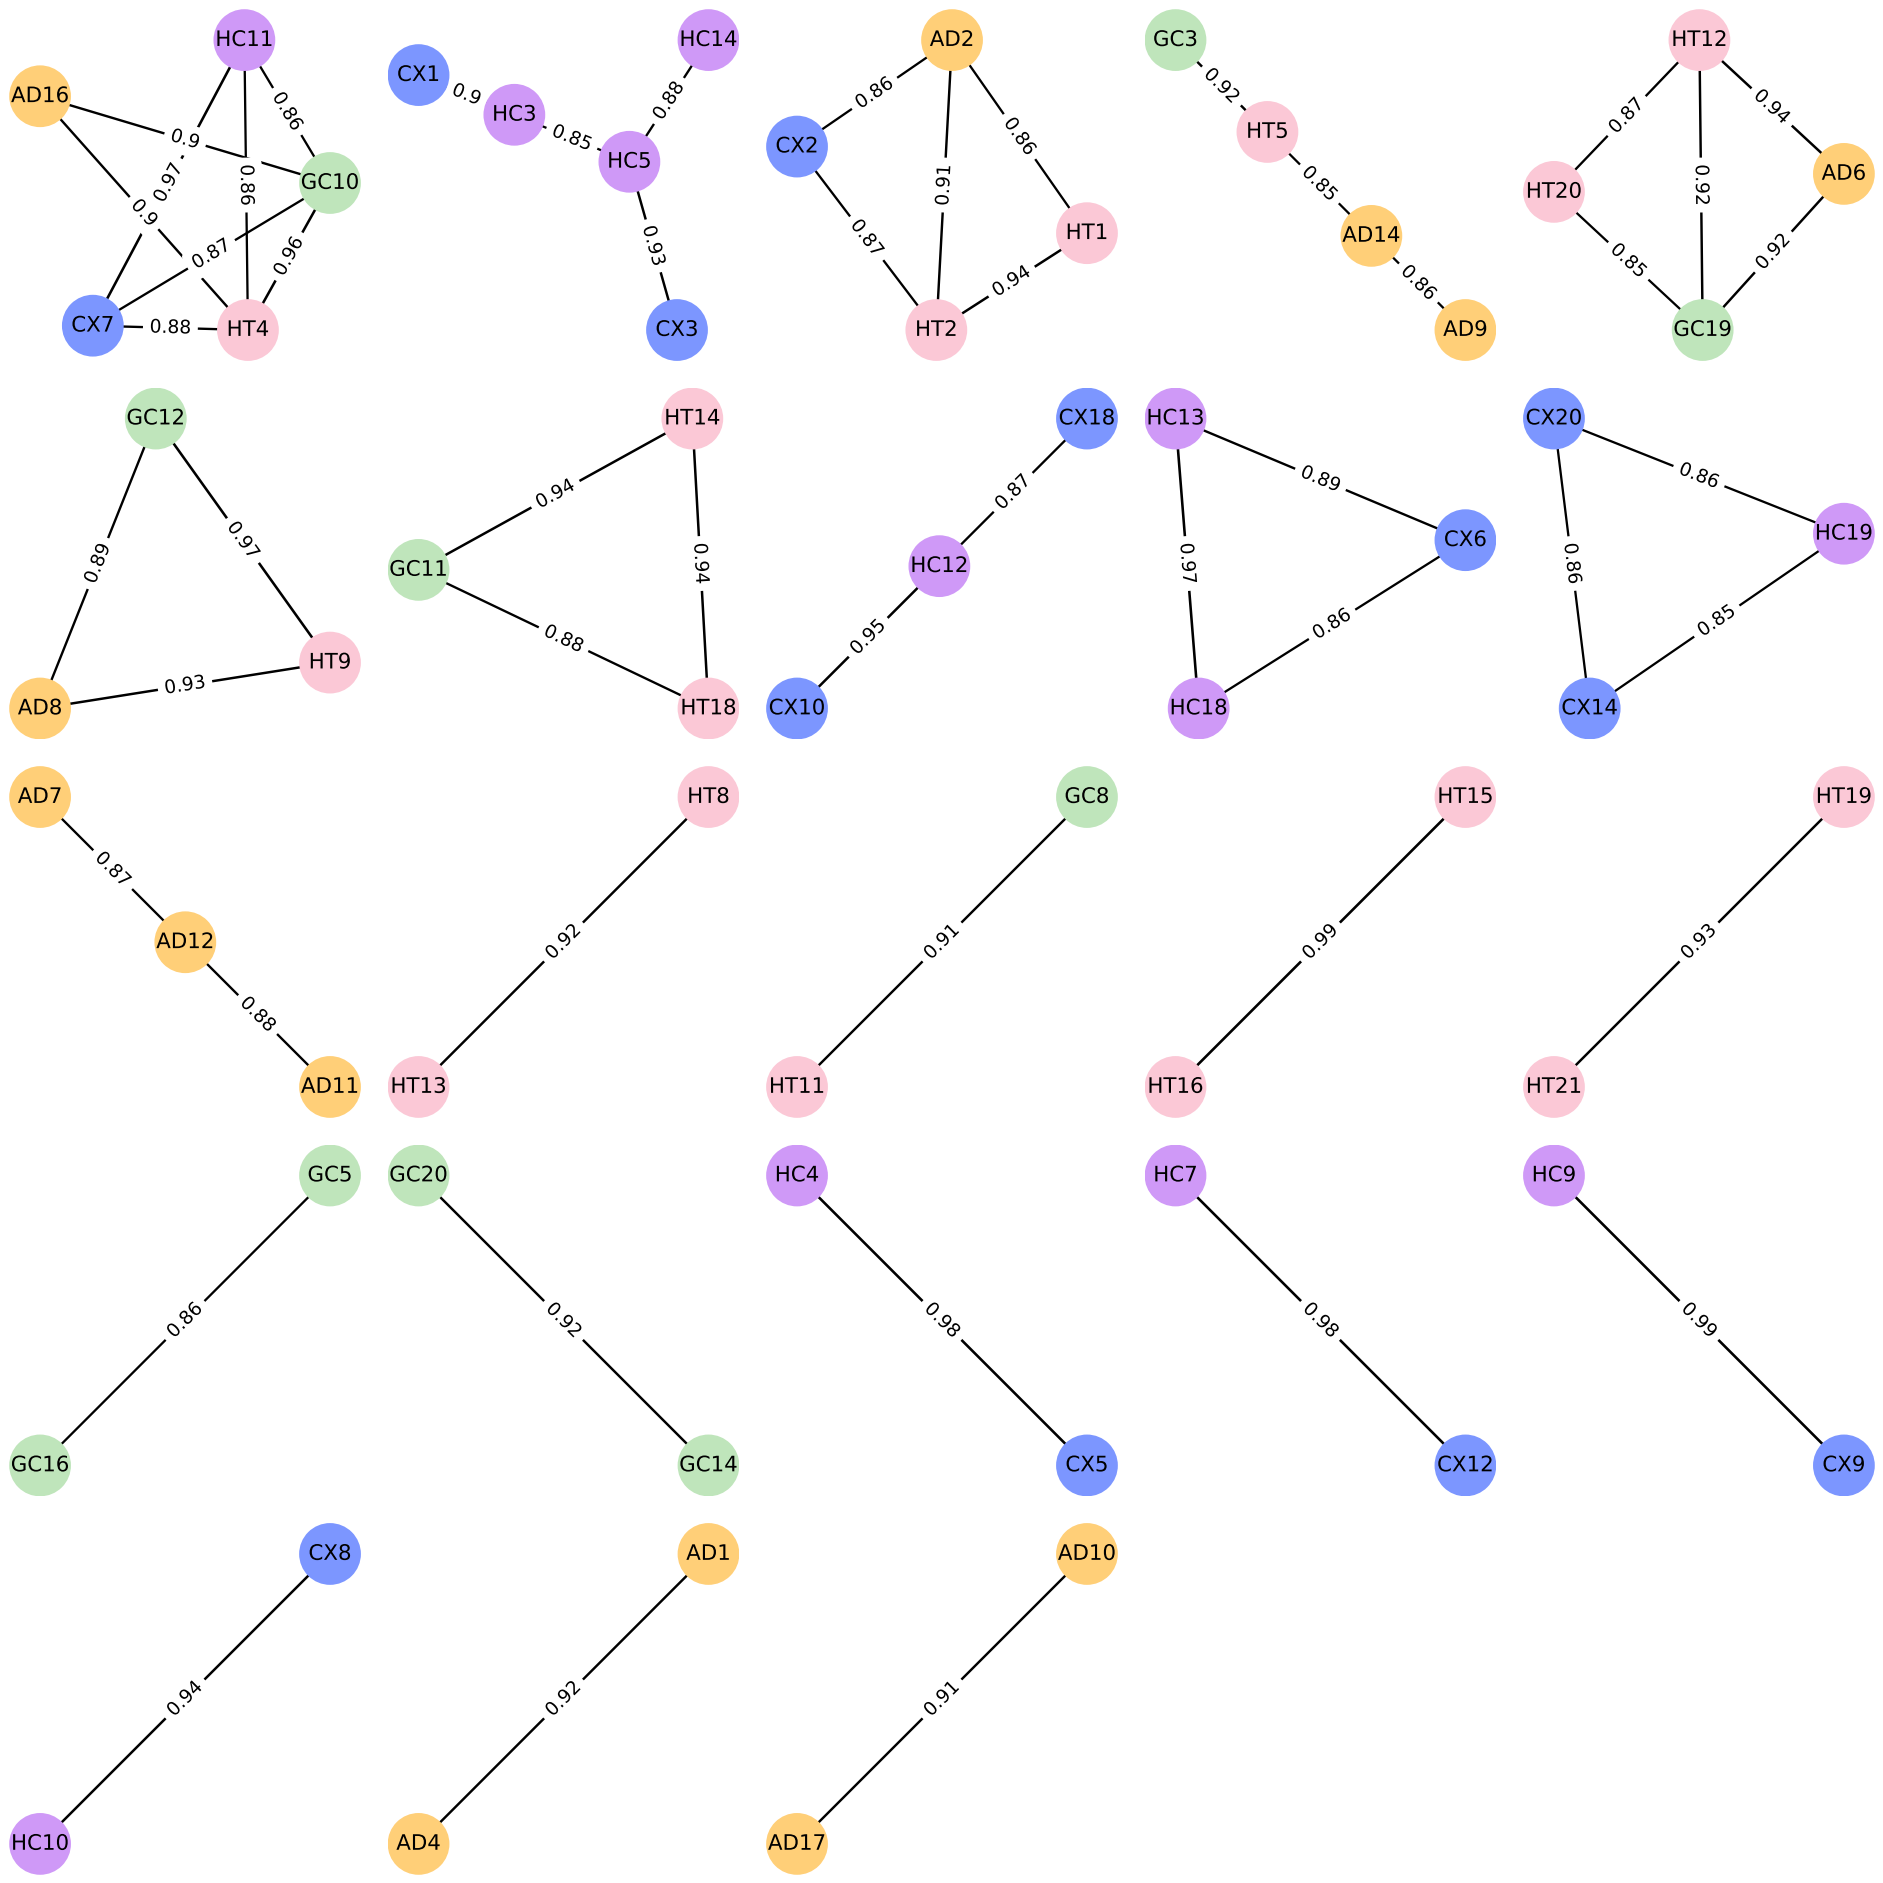 HC11
AD16
0.86
0.9
0.97
0.86
GC10
0.9
0.87
0.96
CX7
0.88
HT4
HC14
CX1
0.9
0.88
HC3
0.85
HC5
0.93
CX3
AD2
0.86
CX2
0.86
0.91
HT1
0.87
0.94
HT2
GC3
0.92
HT5
0.85
AD14
0.86
AD9
HT12
0.94
0.87
AD6
HT20
0.92
0.92
0.85
GC19
GC12
0.97
0.89
HT9
0.93
AD8
HT14
0.94
0.94
GC11
0.88
HT18
CX18
0.87
HC12
0.95
CX10
HC13
0.89
CX6
0.97
0.86
HC18
CX20
0.86
HC19
0.86
0.85
CX14
AD7
0.87
AD12
0.88
AD11
HT8
0.92
HT13
GC8
0.91
HT11
HT15
0.99
HT16
HT19
0.93
HT21
GC5
0.86
GC16
GC20
0.92
GC14
HC4
0.98
CX5
HC7
0.98
CX12
HC9
0.99
CX9
CX8
0.94
HC10
AD1
0.92
AD4
AD10
0.91
AD17